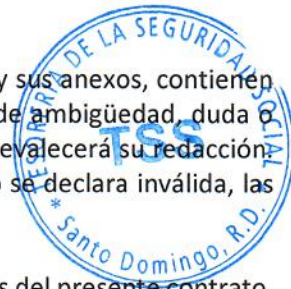 y sus anexos, contienen
de ambigüedad, duda o
evalecerá su redacción.
se declara inválida, las
s del presente contrato
DE LA SEGURIDAD SOCIAL
TSS
* Santo Domingo, R.D. *